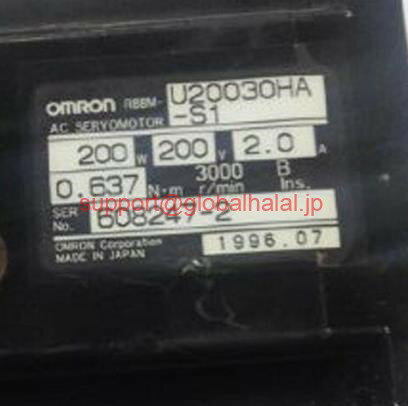 OMRON R88M-U20030HA
AC SERVOMOTOR -S1
200 W 200 V 2.0 A
0.637 N·m 3000 r/min B Ins.
SER No. 608247-2
support@globalhalal.jp
OMRON Corporation 1996.07
MADE IN JAPAN